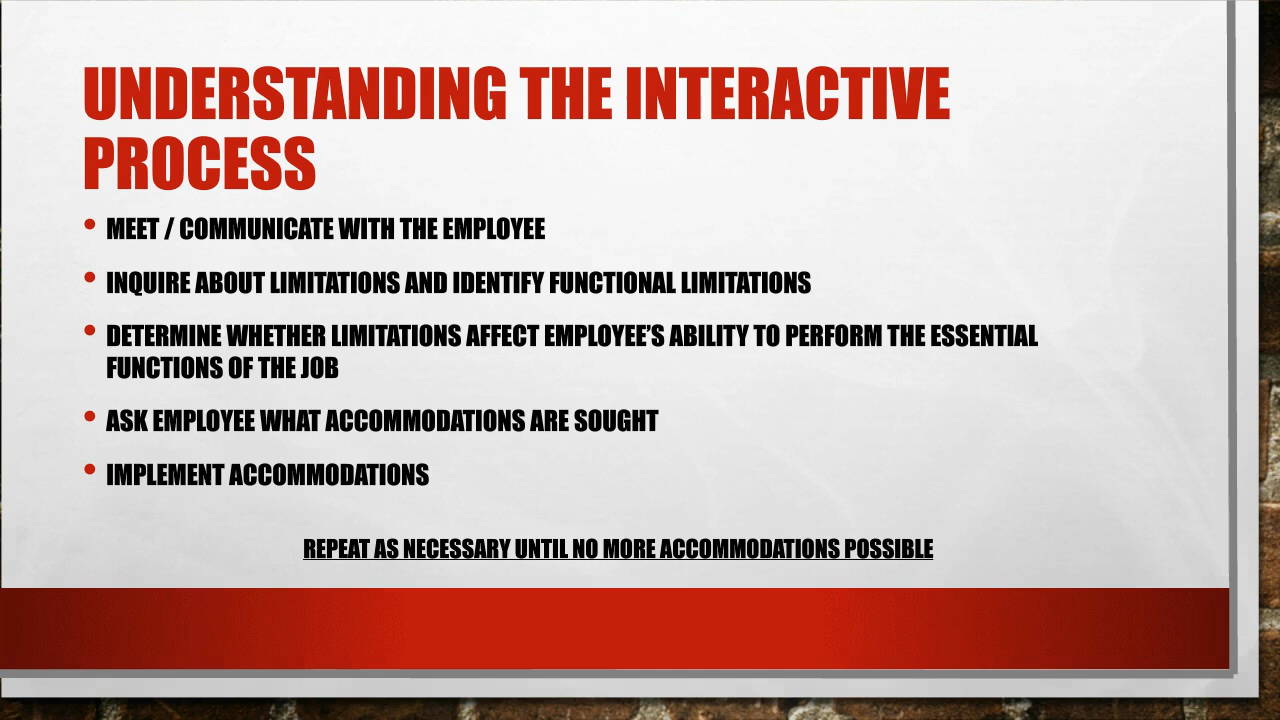 UNDERSTANDING THE INTERACTIVE
PROCESS
• MEET / COMMUNICATE WITH THE EMPLOYEE
• INQUIRE ABOUT LIMITATIONS AND IDENTIFY FUNCTIONAL LIMITATIONS
• DETERMINE WHETHER LIMITATIONS AFFECT EMPLOYEE’S ABILITY TO PERFORM THE ESSENTIAL
FUNCTIONS OF THE JOB
• ASK EMPLOYEE WHAT ACCOMMODATIONS ARE SOUGHT
• IMPLEMENT ACCOMMODATIONS
REPEAT AS NECESSARY UNTIL NO MORE ACCOMMODATIONS POSSIBLE